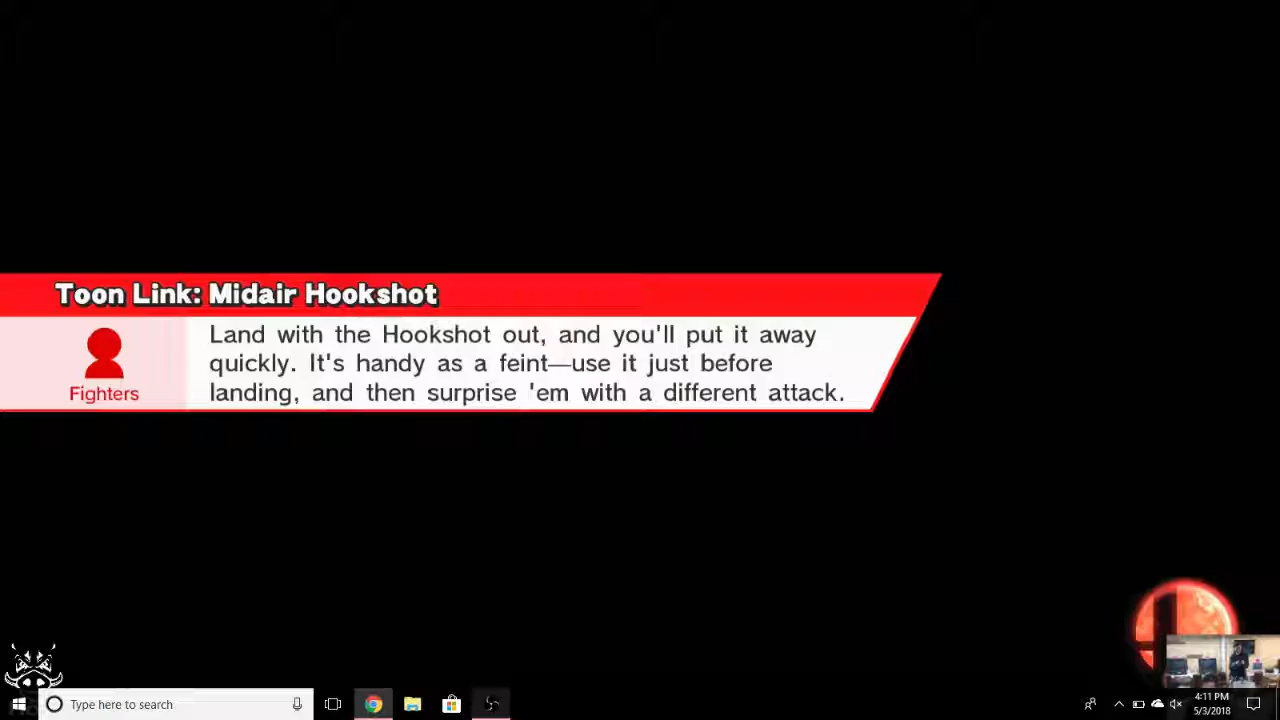 Toon Link: Midair Hookshot
Fighters
Land with the Hookshot out, and you'll put it away
quickly. It's handy as a feint—use it just before
landing, and then surprise 'em with a different attack.
Type here to search
4:11 PM
5/3/2018